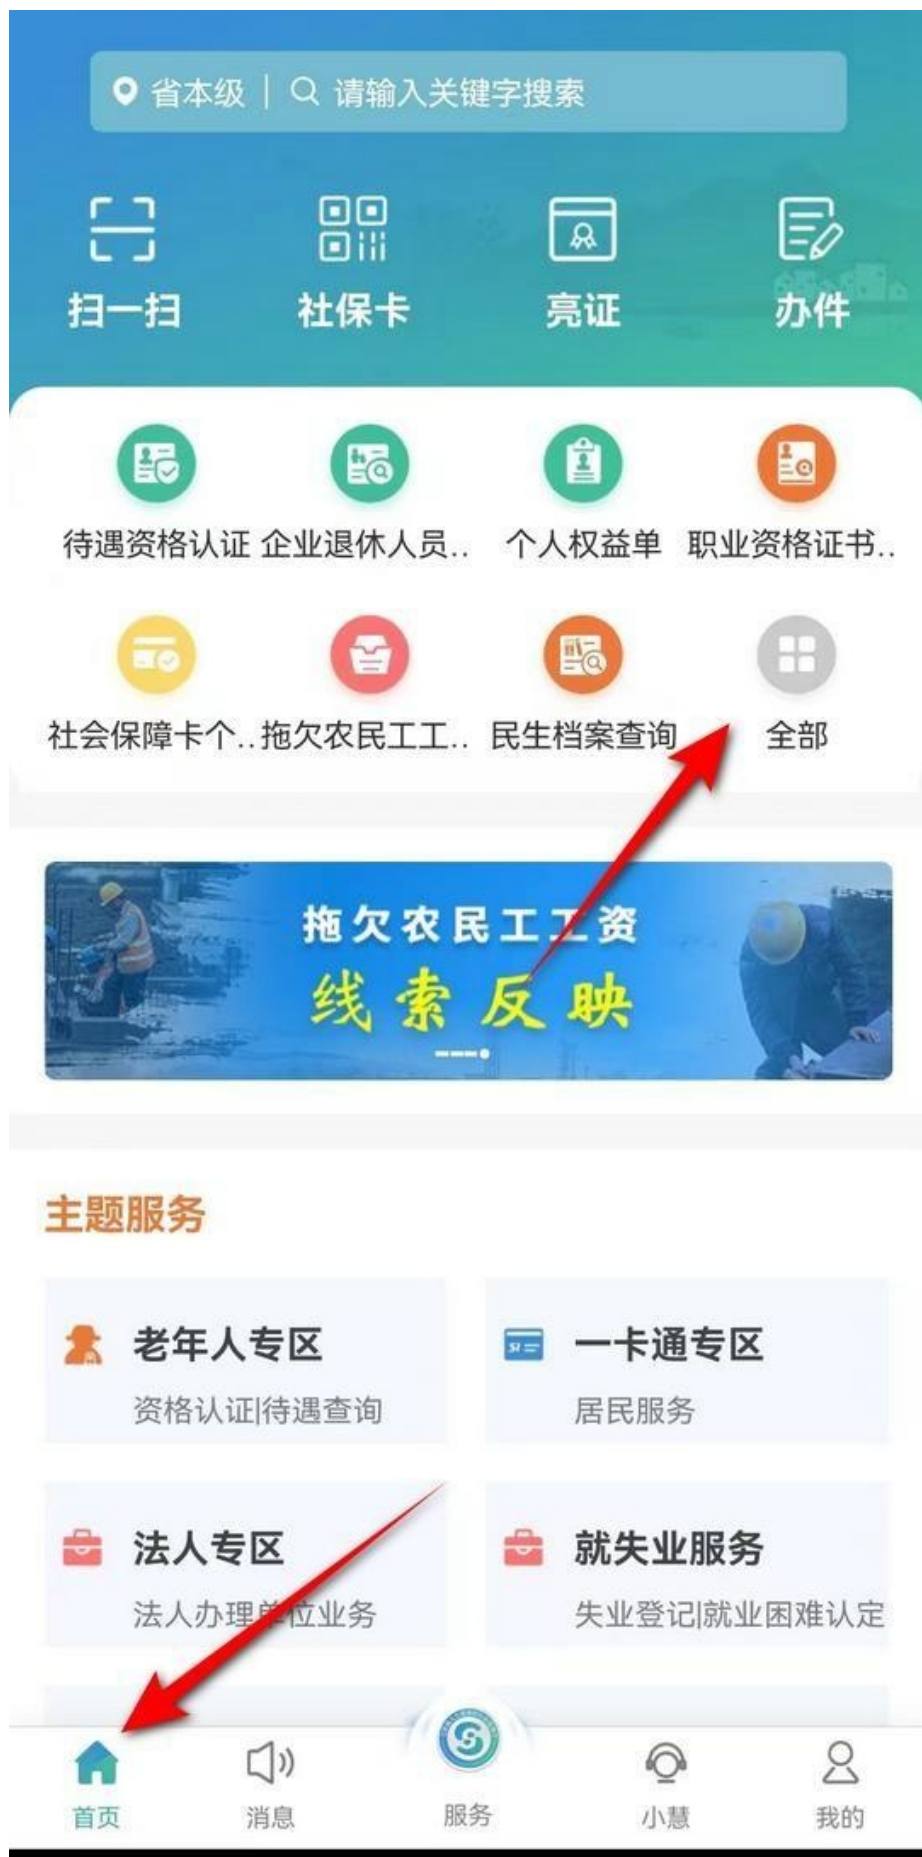 省本级 | 请输入关键字搜索
扫一扫 社保卡 亮证 办件
待遇资格认证 企业退休人员.. 个人权益单 职业资格证书..
社会保障卡个.. 拖欠农民工工.. 民生档案查询 全部
拖欠农民工工资
线索反映
主题服务
老年人专区 一卡通专区
资格认证|待遇查询 居民服务
法人专区 就失业服务
法人办理单位业务 失业登记|就业困难认定
首页 消息 服务 小慧 我的